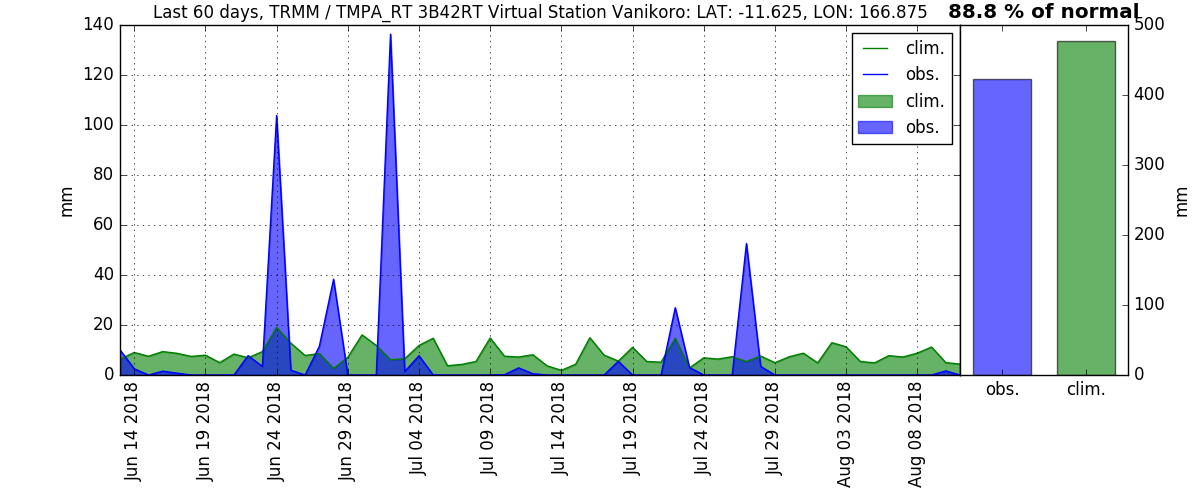 Last 60 days, TRMM / TMPA_RT 3B42RT Virtual Station Vanikoro: LAT: -11.625, LON: 166.875
88.8 % of normal
140
120
100
80
60
40
20
0
mm
clim.
obs.
clim.
obs.
Jun 14 2018
Jun 19 2018
Jun 24 2018
Jun 29 2018
Jul 04 2018
Jul 09 2018
Jul 14 2018
Jul 19 2018
Jul 24 2018
Jul 29 2018
Aug 03 2018
Aug 08 2018
500
400
300
200
100
0
mm
obs.
clim.